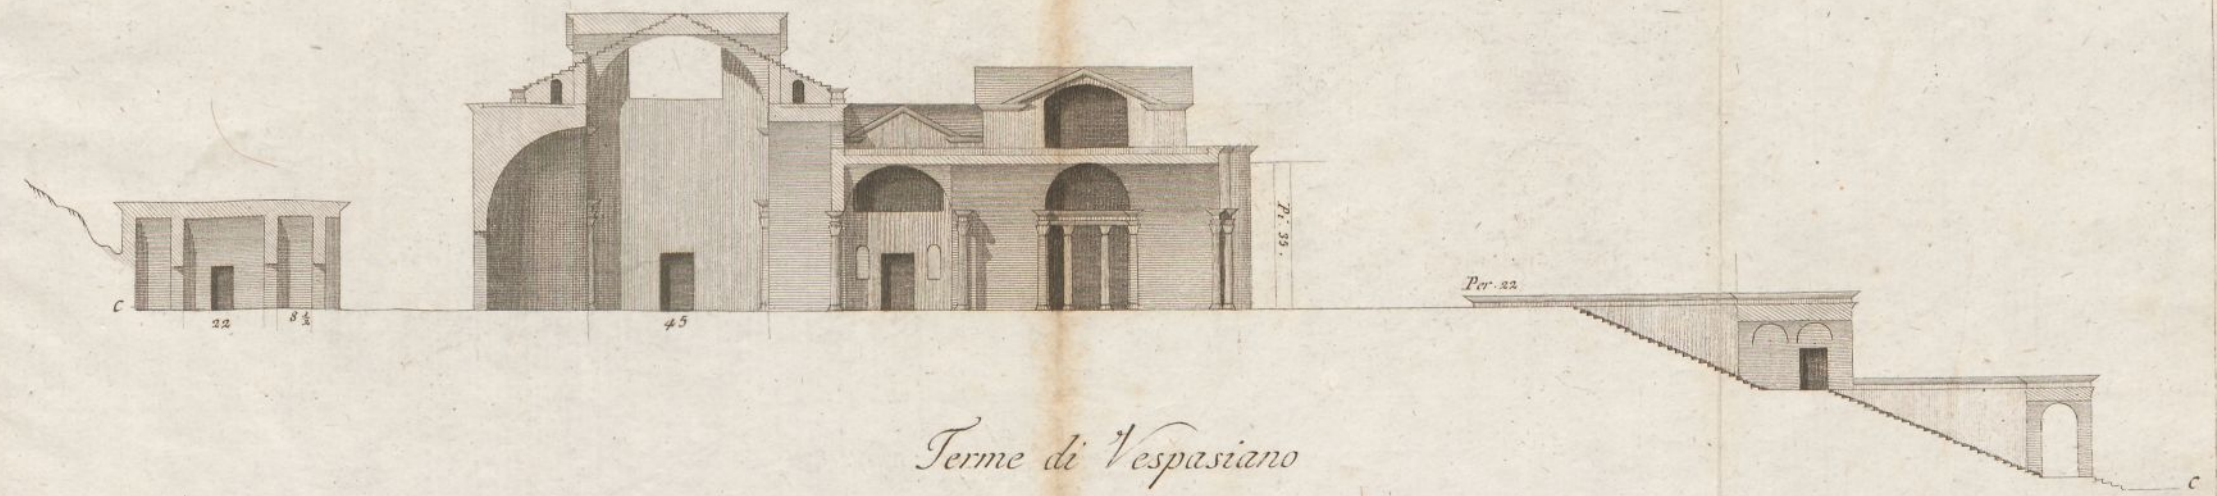 Pi. 35.
Per. 22
C
22
8 1/2
45
Terme di Vespasiano
C